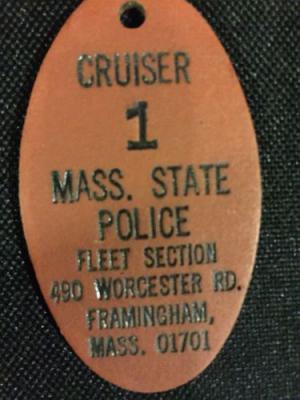 CRUISER
1
MASS. STATE
POLICE
FLEET SECTION
490 WORCESTER RD.
FRAMINGHAM,
MASS. 01701